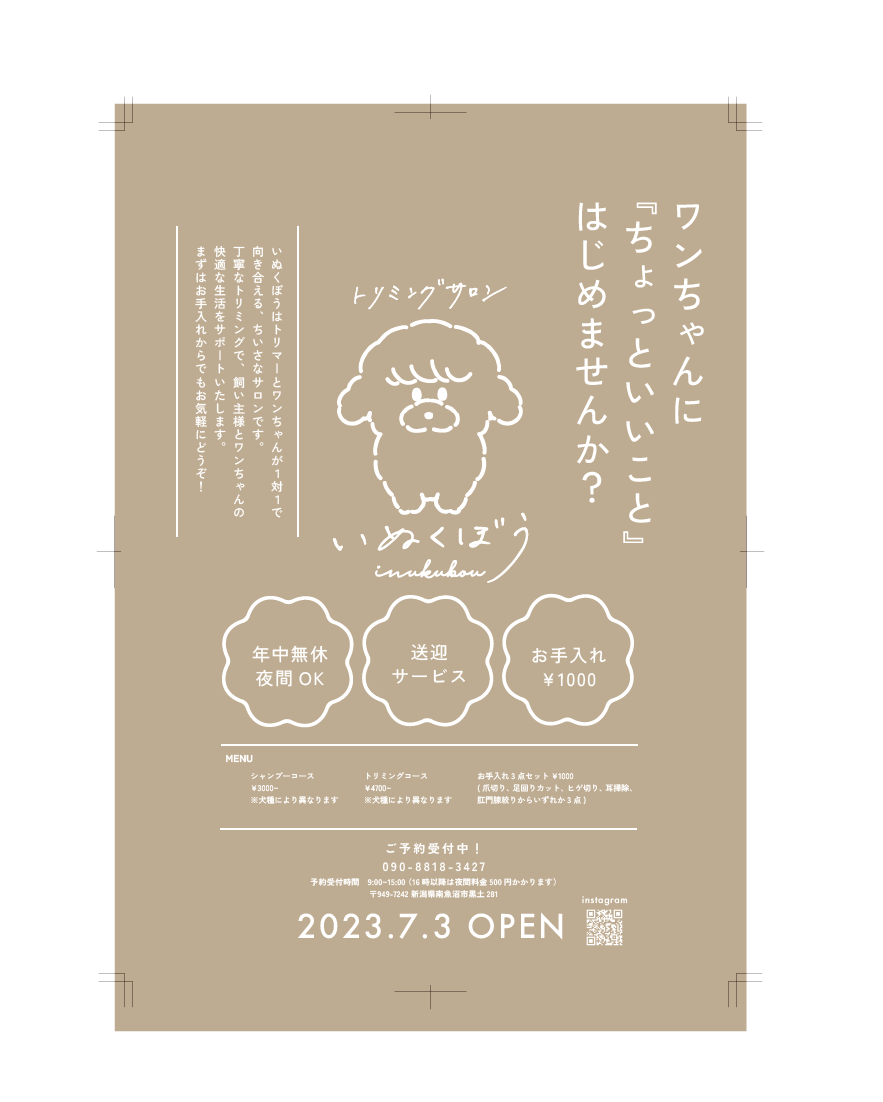 ワンちゃんに
『ちょっといいこと』
はじめませんか？
トリミングサロン
いぬくぼう
inukubou
いぬくぼうはトリマーとワンちゃんが１対１で
向き合える、ちいさなサロンです。
丁寧なトリミングで、飼い主様とワンちゃんの
快適な生活をサポートいたします。
まずはお手入れからでもお気軽にどうぞ！
年中無休
夜間 OK
送迎
サービス
お手入れ
¥1000
MENU
シャンプーコース
¥3000~
※犬種により異なります
トリミングコース
¥4700~
※犬種により異なります
お手入れ 3 点セット ¥1000
( 爪切り、足回りカット、ヒゲ切り、耳掃除、
肛門腺絞りからいずれか 3 点 )
ご予約受付中！
090-8818-3427
予約受付時間　9:00~15:00 (16 時以降は夜間料金 500 円かかります)
〒949-7242 新潟県南魚沼市黒土 281
2023.7.3 OPEN
instagram